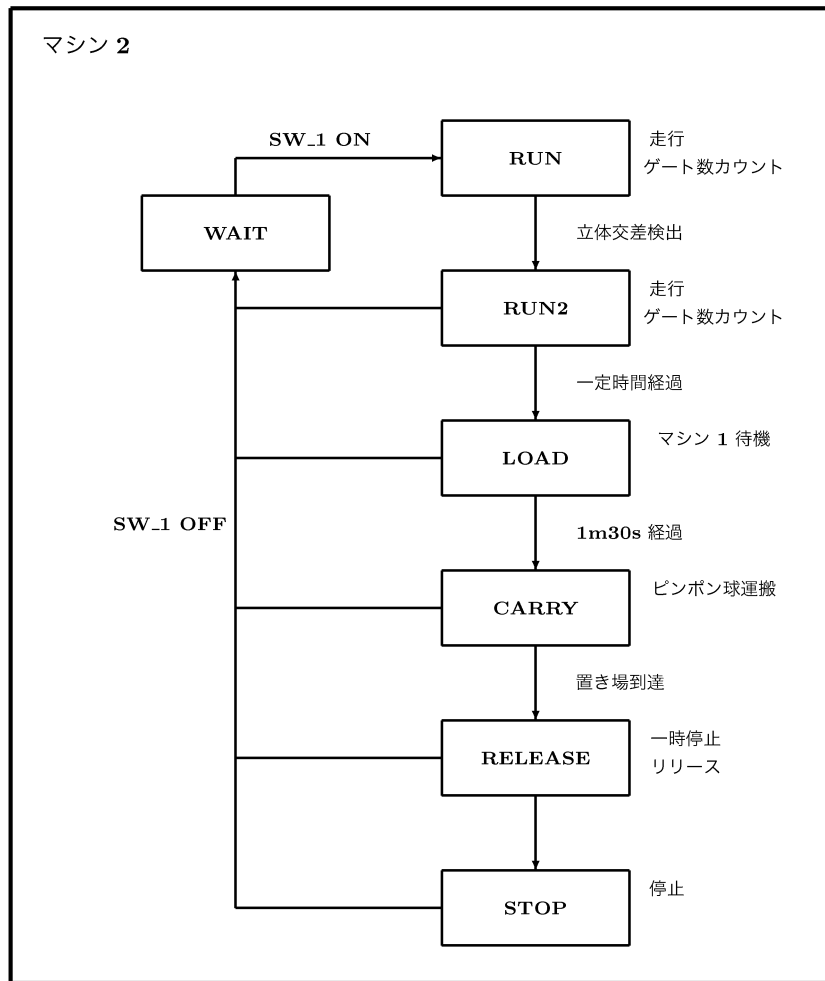 マシン 2
SW_1 ON
RUN
走行
ゲート数カウント
WAIT
立体交差検出
RUN2
走行
ゲート数カウント
一定時間経過
LOAD
マシン 1 待機
SW_1 OFF
1m30s 経過
CARRY
ピンポン球運搬
置き場到達
RELEASE
一時停止
リリース
STOP
停止